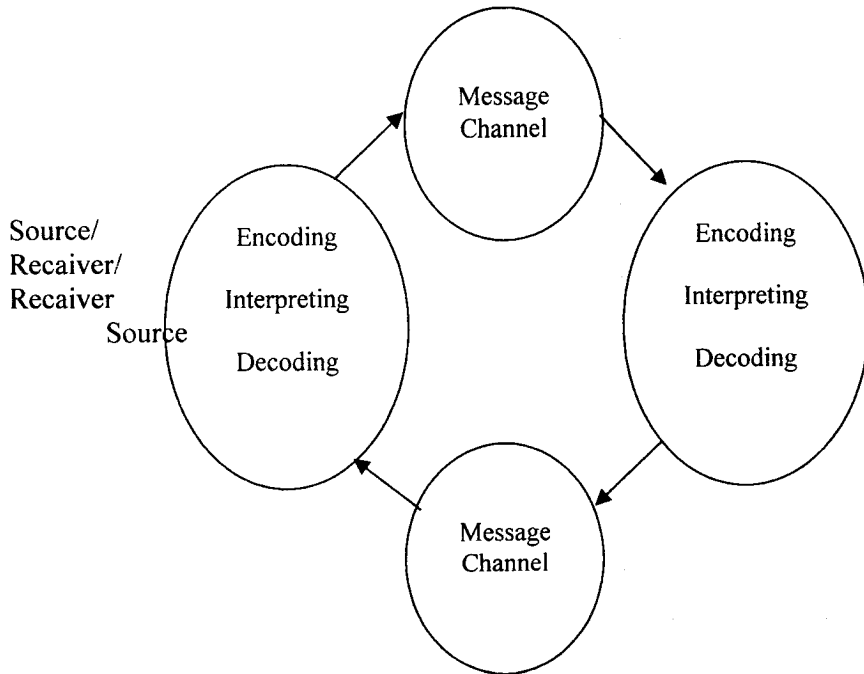 Message
Channel
Source/
Recaiver/
Recaiver
Source
Encoding
Interpreting
Decoding
Encoding
Interpreting
Decoding
Message
Channel